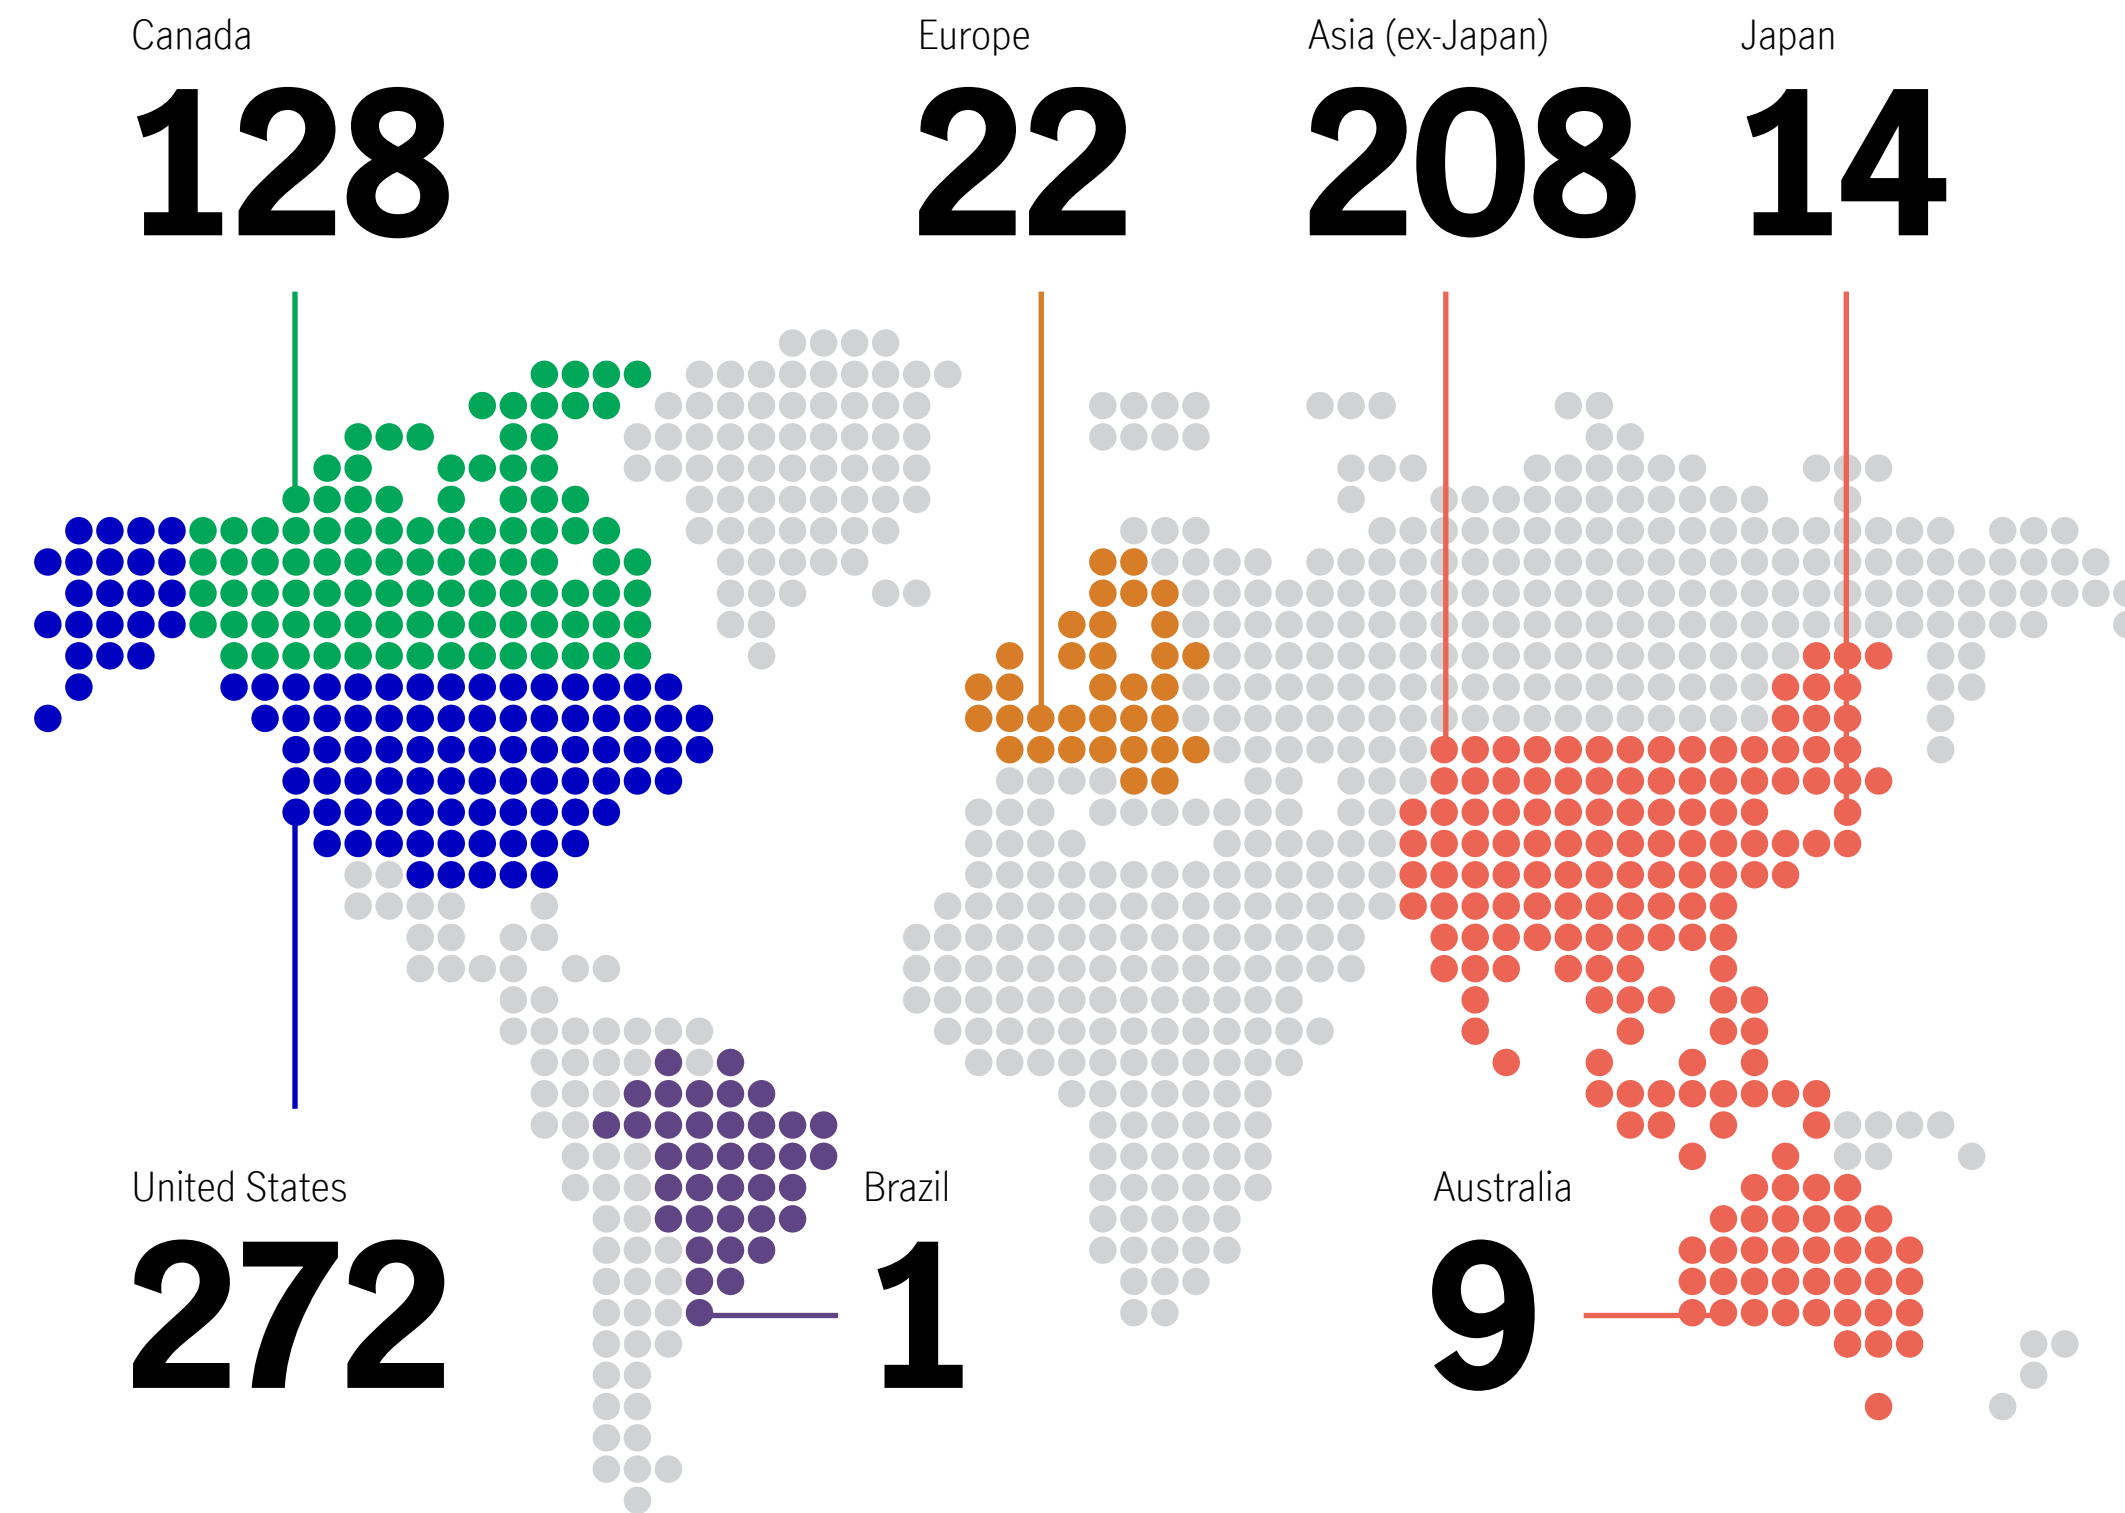 Canada
128
Europe
22
Asia (ex-Japan)
208
Japan
14
United States
272
Brazil
1
Australia
9